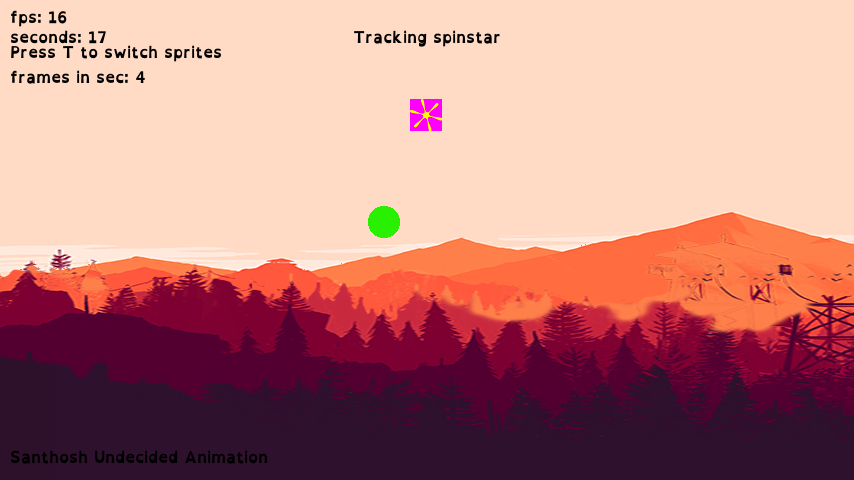 fps: 16
seconds: 17
Press T to switch sprites
frames in sec: 4
Tracking spinstar
Santhosh Undecided Animation